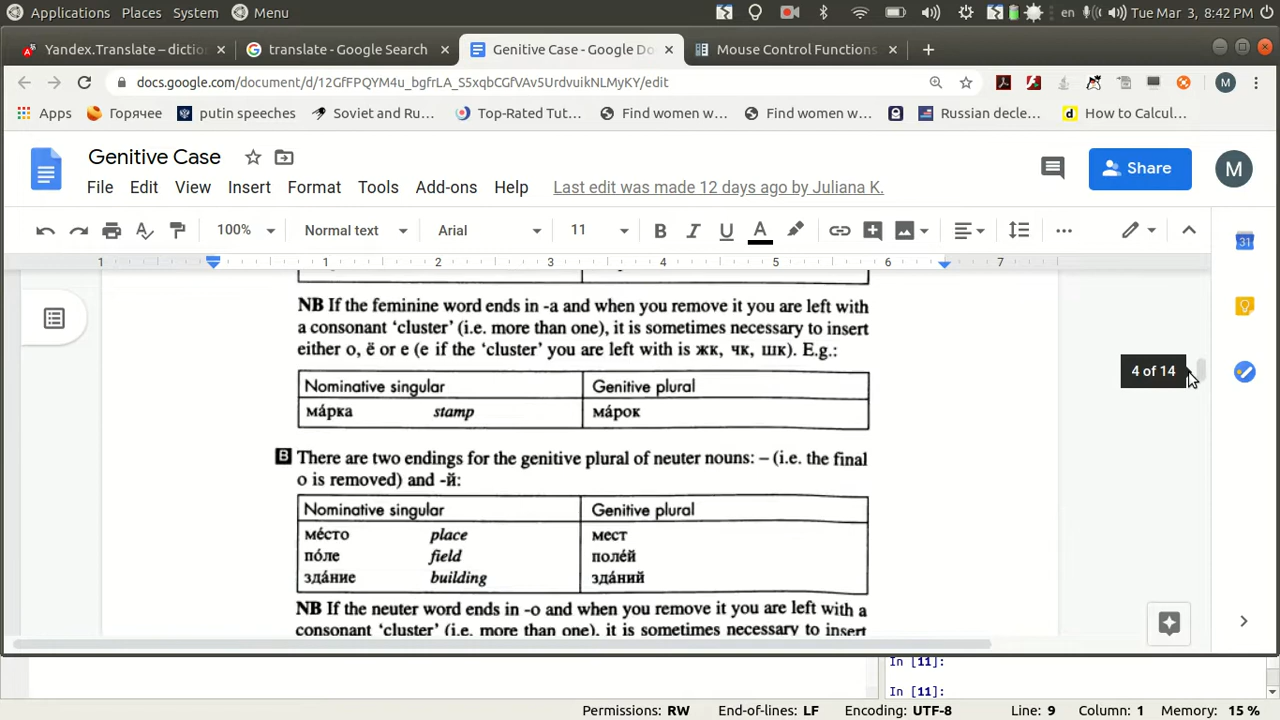 Applications Places System Menu en Tue Mar 3, 8:42 PM
Yandex.Translate – dictio × translate - Google Search × Genitive Case - Google Do × Mouse Control Functions × +
docs.google.com/document/d/12GfFPQYM4u_bgfrLA_S5xqbCGfVAv5UrdyuikNLMyKY/edit M
Apps Горячее putin speeches Soviet and Ru... Top-Rated Tut... Find women w... Find women w... Russian decle... How to Calcul...
Genitive Case
Share M
File Edit View Insert Format Tools Add-ons Help Last edit was made 12 days ago by Juliana K.
100% Normal text Arial 11 B I U A
1 1 2 3 4 5 6 7
31
NB If the feminine word ends in -а and when you remove it you are left with
a consonant ‘cluster’ (i.e. more than one), it is sometimes necessary to insert
either о, ё or е (е if the ‘cluster’ you are left with is жк, чк, шк). E.g.:
4 of 14
Nominative singular Genitive plural
ма́рка stamp ма́рок
B There are two endings for the genitive plural of neuter nouns: – (i.e. the final
о is removed) and -й:
Nominative singular Genitive plural
ме́сто place мест
по́ле field поле́й
зда́ние building зда́ний
NB If the neuter word ends in -о and when you remove it you are left with a
consonant ‘cluster’ (i.e. more than one), it is sometimes necessary to insert
In [11]:
In [11]:
Permissions: RW End-of-lines: LF Encoding: UTF-8 Line: 9 Column: 1 Memory: 15 %